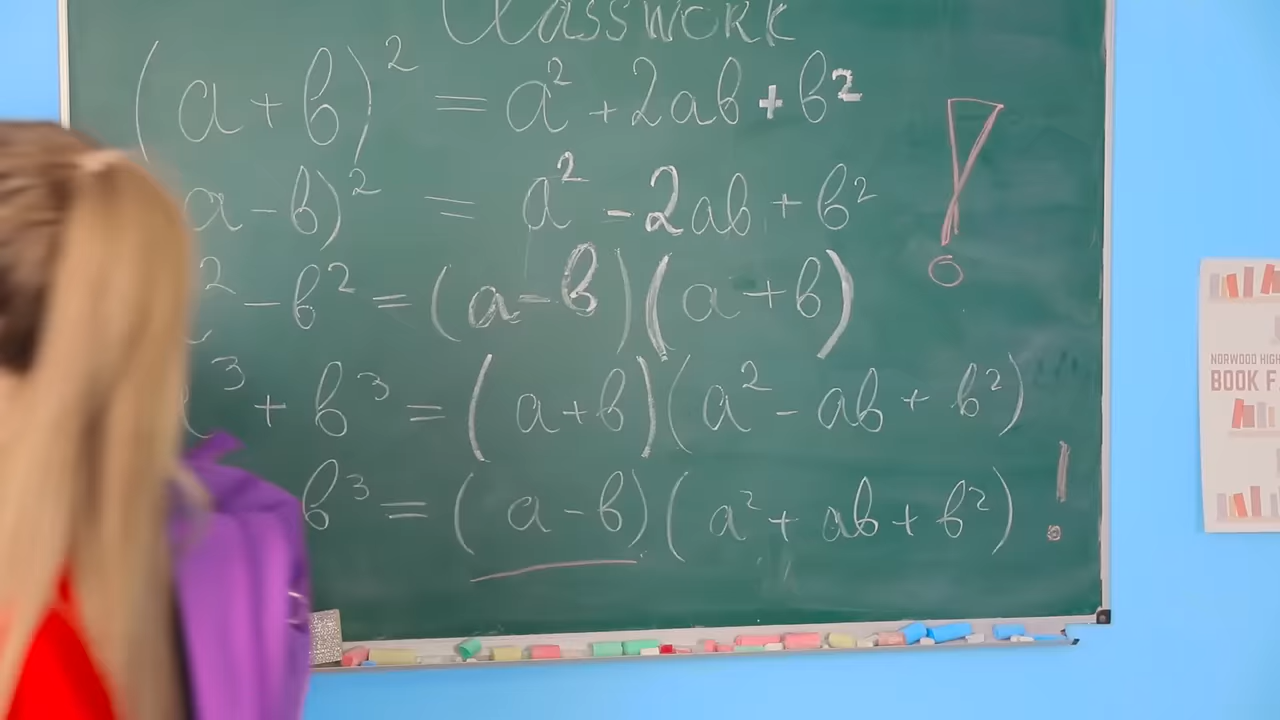 Classwork
(a+b)² = a² + 2ab + b²
a - b)² = a² - 2ab + b²
² - b² = (a - b)(a + b)
³ + b³ = (a + b)(a² - ab + b²)
b³ = (a - b)(a² + ab + b²)
!
!
NORWOOD HIGH
BOOK F